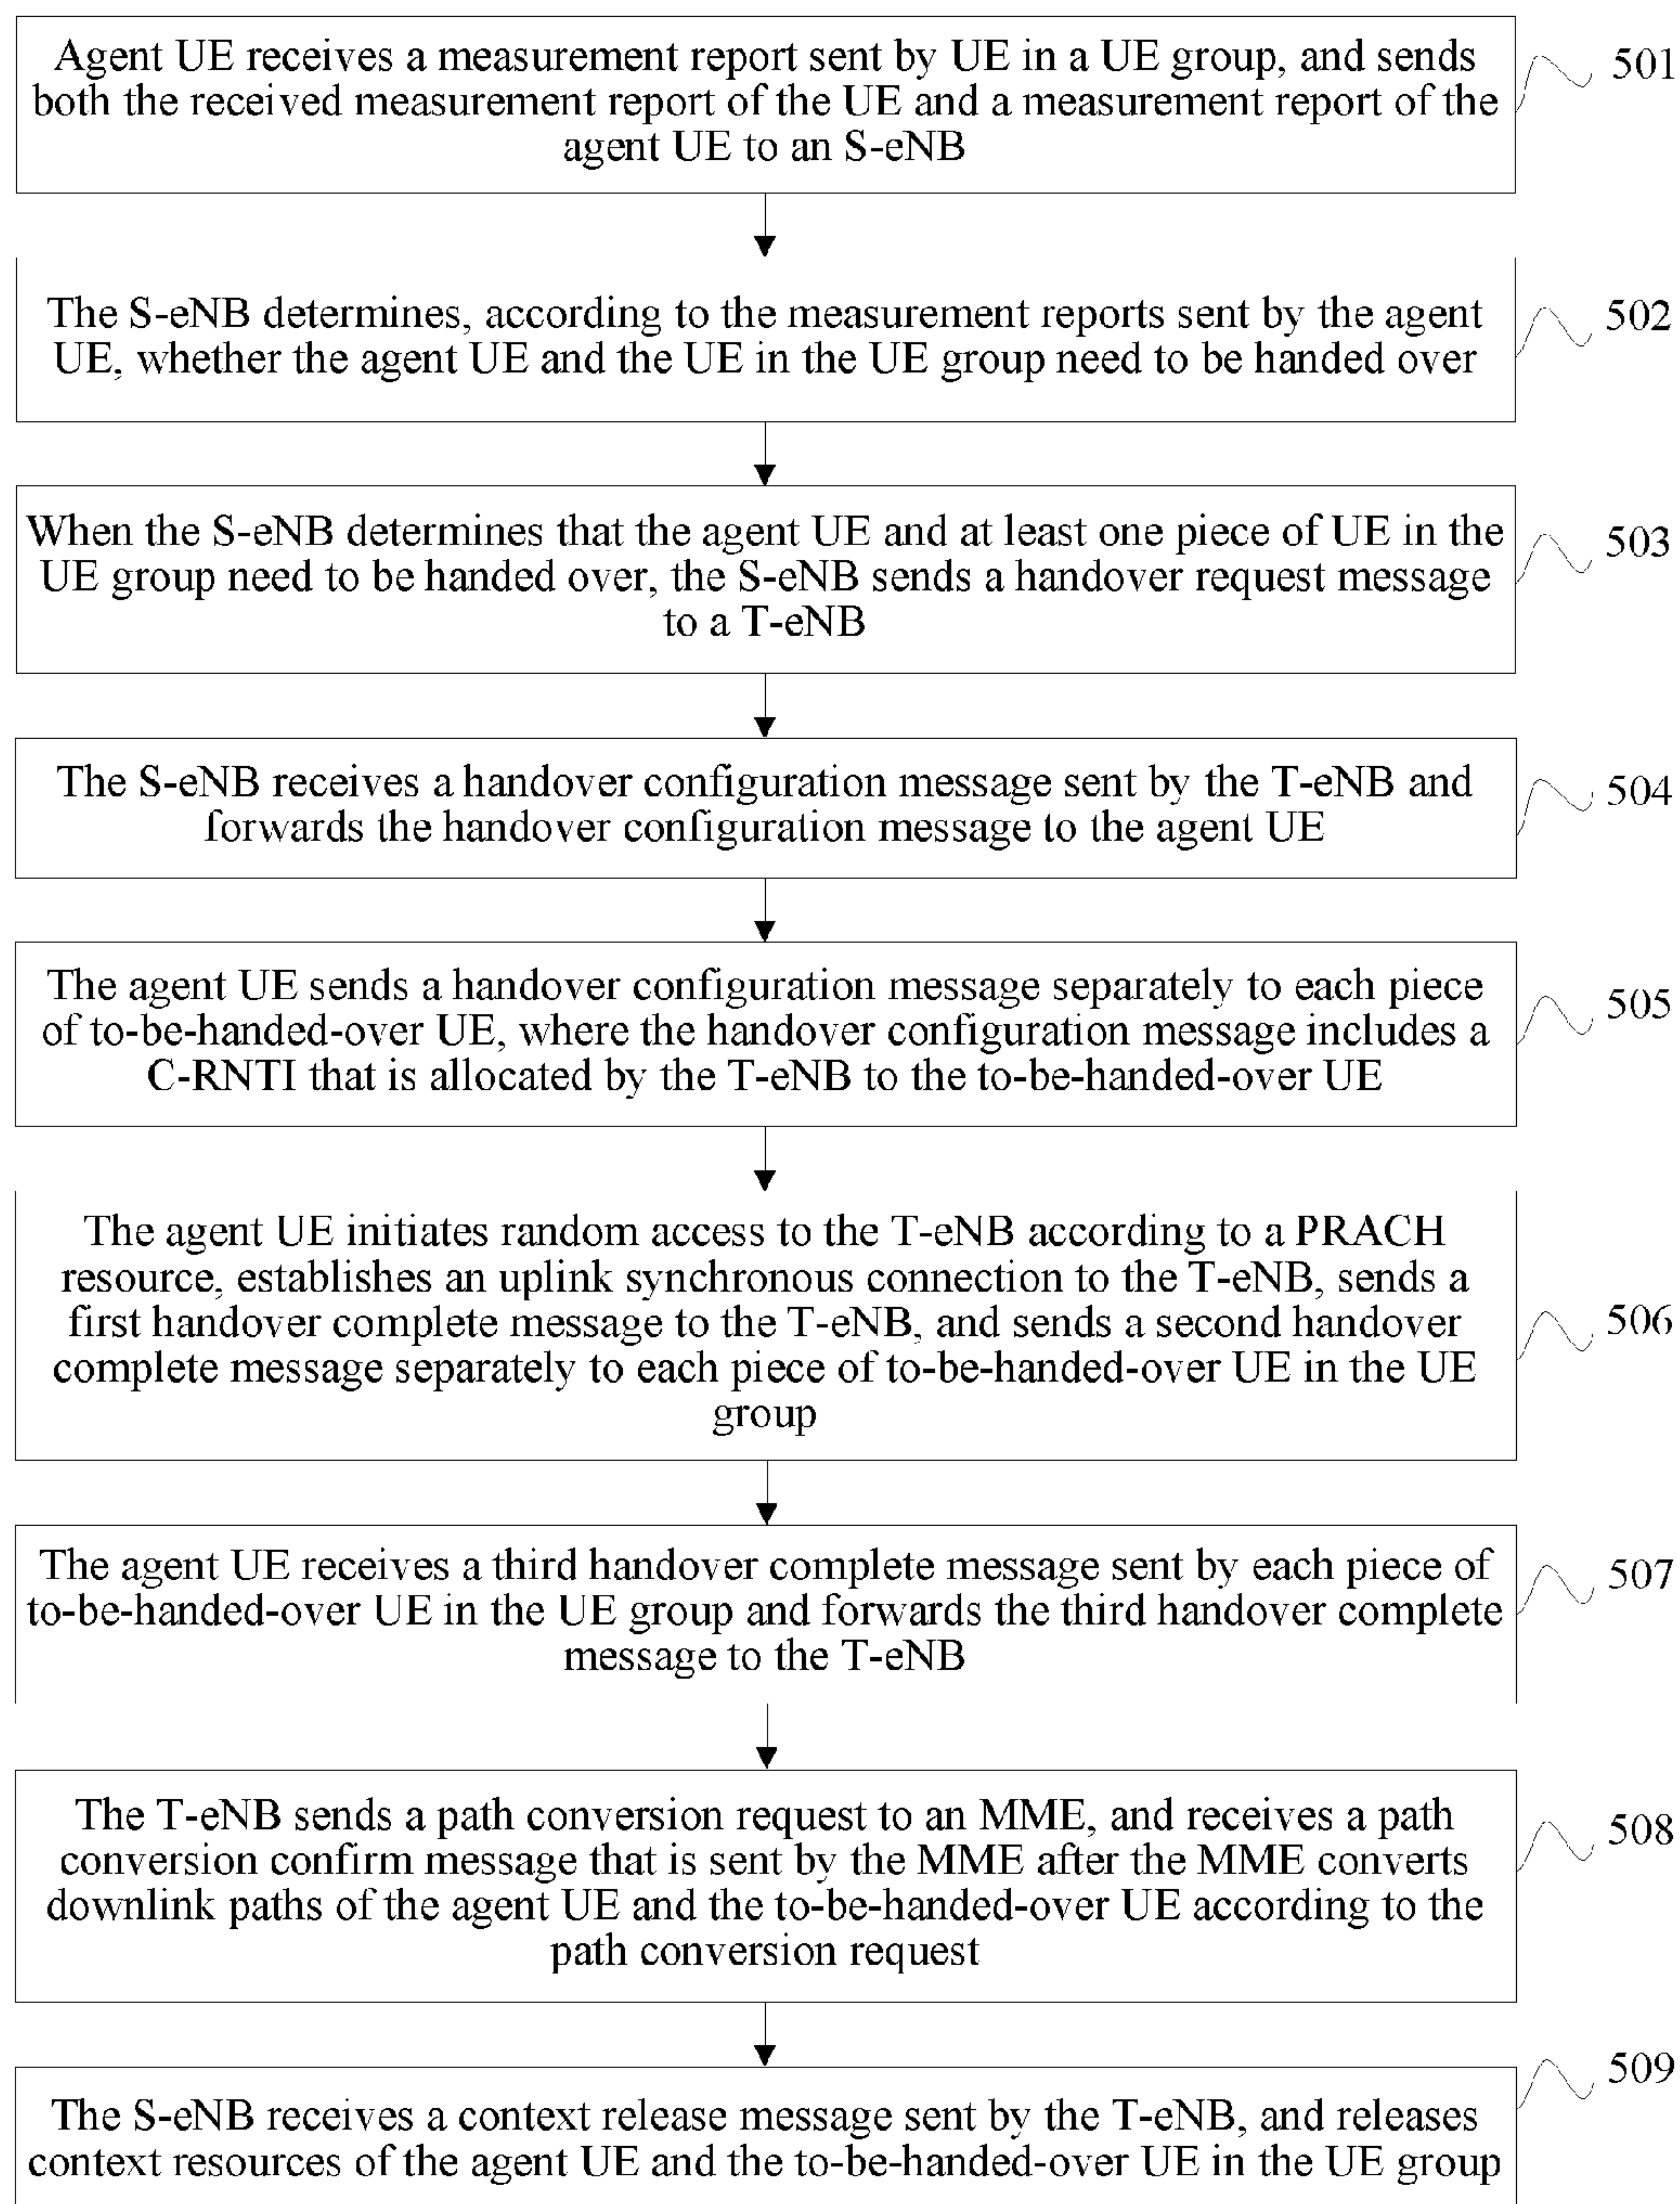 Agent UE receives a measurement report sent by UE in a UE group, and sends
both the received measurement report of the UE and a measurement report of the
agent UE to an S-eNB
501
The S-eNB determines, according to the measurement reports sent by the agent
UE, whether the agent UE and the UE in the UE group need to be handed over
502
When the S-eNB determines that the agent UE and at least one piece of UE in the
UE group need to be handed over, the S-eNB sends a handover request message
to a T-eNB
503
The S-eNB receives a handover configuration message sent by the T-eNB and
forwards the handover configuration message to the agent UE
504
The agent UE sends a handover configuration message separately to each piece
of to-be-handed-over UE, where the handover configuration message includes a
C-RNTI that is allocated by the T-eNB to the to-be-handed-over UE
505
The agent UE initiates random access to the T-eNB according to a PRACH
resource, establishes an uplink synchronous connection to the T-eNB, sends a
first handover complete message to the T-eNB, and sends a second handover
complete message separately to each piece of to-be-handed-over UE in the UE
group
506
The agent UE receives a third handover complete message sent by each piece of
to-be-handed-over UE in the UE group and forwards the third handover complete
message to the T-eNB
507
The T-eNB sends a path conversion request to an MME, and receives a path
conversion confirm message that is sent by the MME after the MME converts
downlink paths of the agent UE and the to-be-handed-over UE according to the
path conversion request
508
The S-eNB receives a context release message sent by the T-eNB, and releases
context resources of the agent UE and the to-be-handed-over UE in the UE group
509